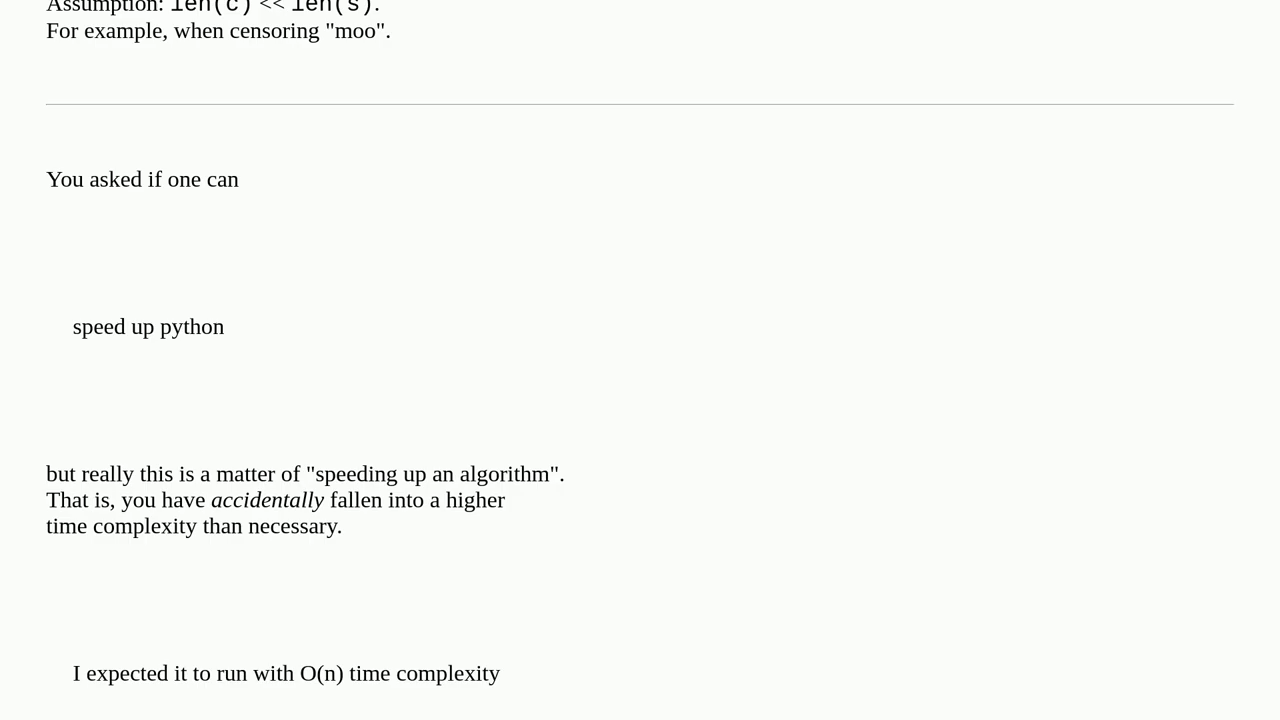 Assumption: len(c) << len(s).
For example, when censoring "moo".
You asked if one can
speed up python
but really this is a matter of "speeding up an algorithm".
That is, you have accidentally fallen into a higher
time complexity than necessary.
I expected it to run with O(n) time complexity